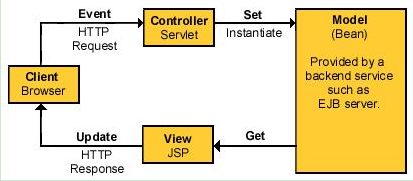 Event
HTTP
Request
Controller
Servlet
Set
Instantiate
Model
(Bean)
Provided by a
backend service
such as
EJB server.
Client
Browser
Update
HTTP
Response
View
JSP
Get